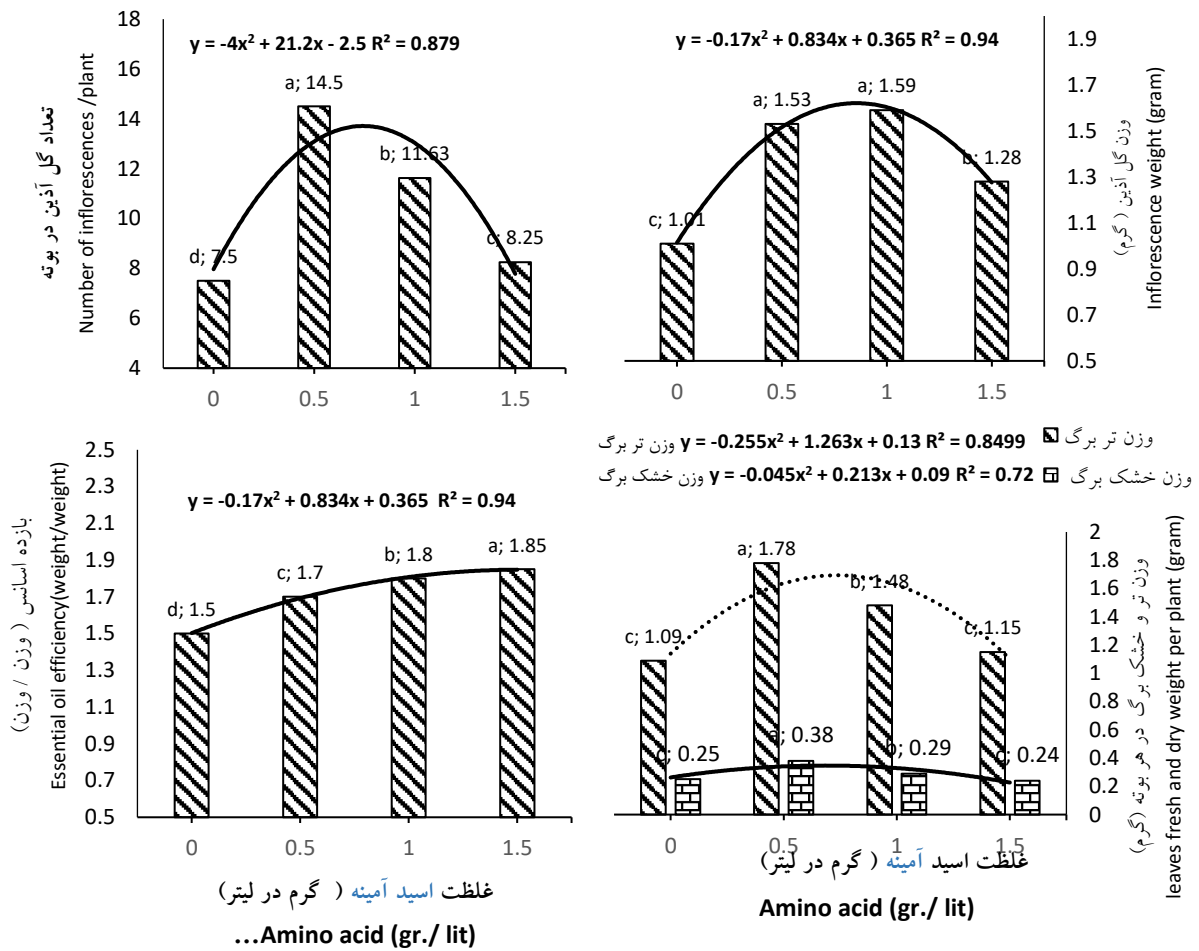 y = -4x² + 21.2x - 2.5 R² = 0.879
تعداد گل آذین در بوته
Number of inflorescences /plant
18
16
14
12
10
8
6
4
d; 7.5
a; 14.5
b; 11.63
c; 8.25
0
0.5
1
1.5
y = -0.17x² + 0.834x + 0.365 R² = 0.94
c; 1.01
a; 1.53
a; 1.59
b; 1.28
0
0.5
1
1.5
1.9
1.7
1.5
1.3
1.1
0.9
0.7
0.5
وزن گل آذین ( گرم)
Inflorescence weight (gram)
بازده اسانس ( وزن / وزن)
Essential oil efficiency(weight/weight)
2.5
2.3
2.1
1.9
1.7
1.5
1.3
1.1
0.9
0.7
0.5
y = -0.17x² + 0.834x + 0.365 R² = 0.94
d; 1.5
c; 1.7
b; 1.8
a; 1.85
0
0.5
1
1.5
غلظت اسید آمینه ( گرم در لیتر)
...Amino acid (gr./ lit)
وزن تر برگ y = -0.255x² + 1.263x + 0.13 R² = 0.8499 وزن تر برگ
وزن خشک برگ y = -0.045x² + 0.213x + 0.09 R² = 0.72 وزن خشک برگ
c; 1.09
a; 1.78
b; 1.48
c; 1.15
c; 0.25
a; 0.38
b; 0.29
c; 0.24
2
1.8
1.6
1.4
1.2
1
0.8
0.6
0.4
0.2
0
وزن تر و خشک برگ در هر بوته (گرم)
leaves fresh and dry weight per plant (gram)
0
0.5
1
1.5
غلظت اسید آمینه ( گرم در لیتر)
Amino acid (gr./ lit)